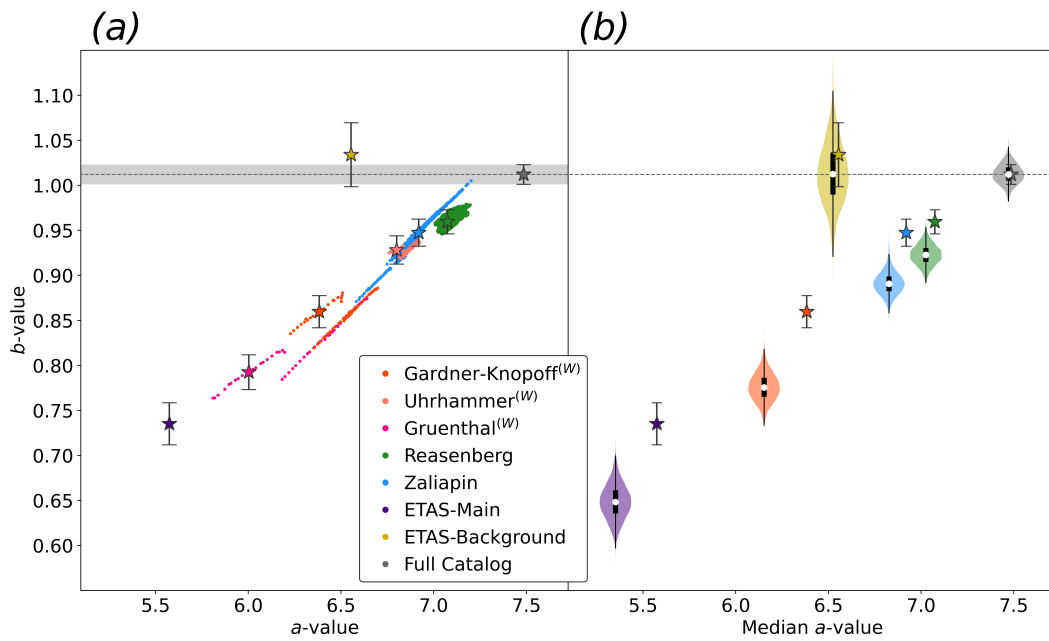 (a)
(b)
b-value
1.10
1.05
1.00
0.95
0.90
0.85
0.80
0.75
0.70
0.65
0.60
Gardner-Knopoff(W)
Uhrhammer(W)
Gruenthal(W)
Reasenberg
Zaliapin
ETAS-Main
ETAS-Background
Full Catalog
5.5 6.0 6.5 7.0 7.5
5.5 6.0 6.5 7.0 7.5
a-value
Median a-value